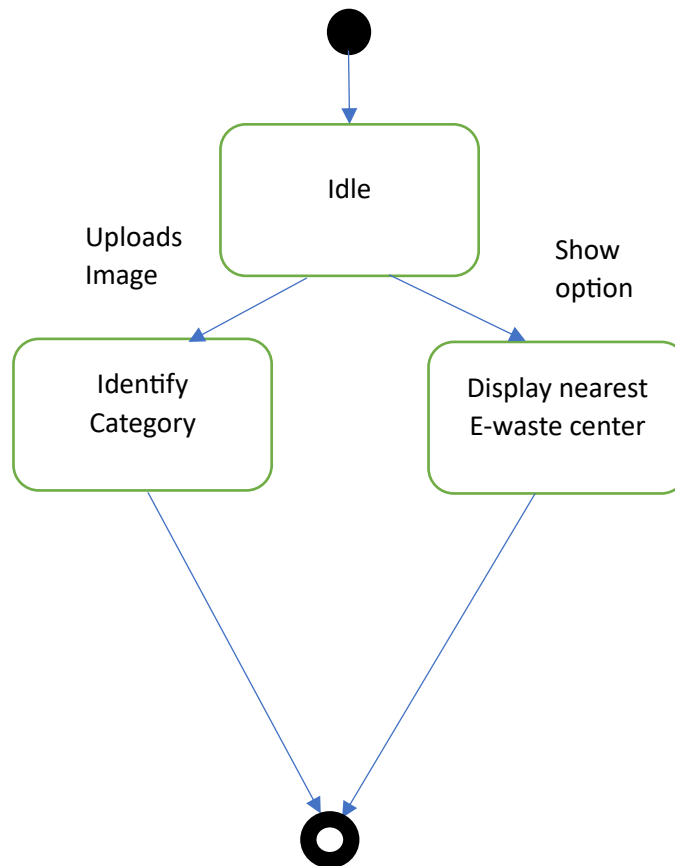 Idle
Uploads
Image
Show
option
Identify
Category
Display nearest
E-waste center